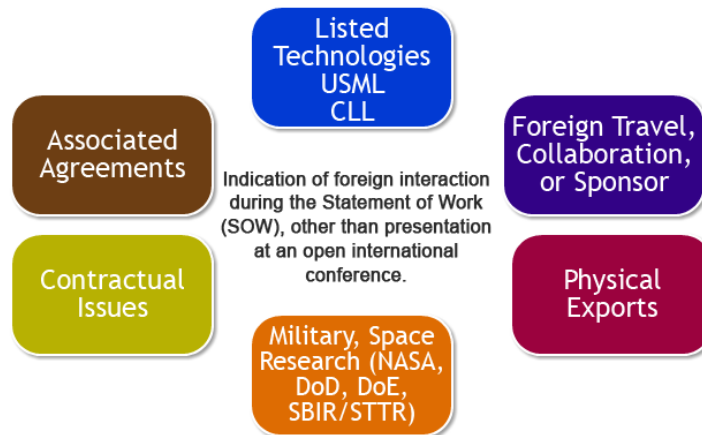 Listed
Technologies
USML
CLL
Associated
Agreements
Foreign Travel,
Collaboration,
or Sponsor
Indication of foreign interaction
during the Statement of Work
(SOW), other than presentation
at an open international
conference.
Contractual
Issues
Physical
Exports
Military, Space
Research (NASA,
DoD, DoE,
SBIR/STTR)